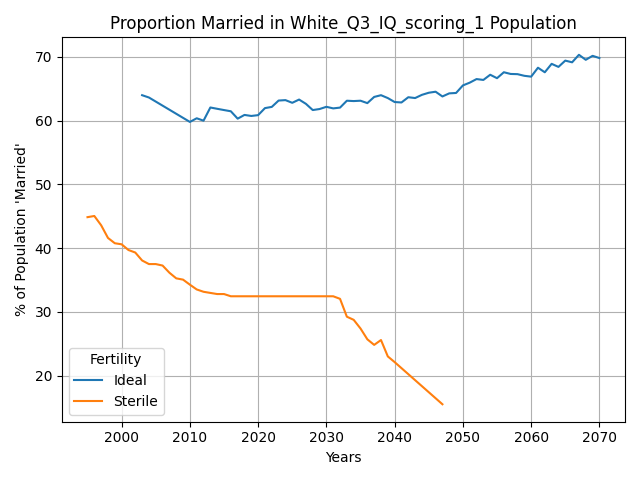 Proportion Married in White_Q3_IQ_scoring_1 Population
% of Population 'Married'
70
60
50
40
30
20
Fertility
Ideal
Sterile
2000 2010 2020 2030 2040 2050 2060 2070
Years